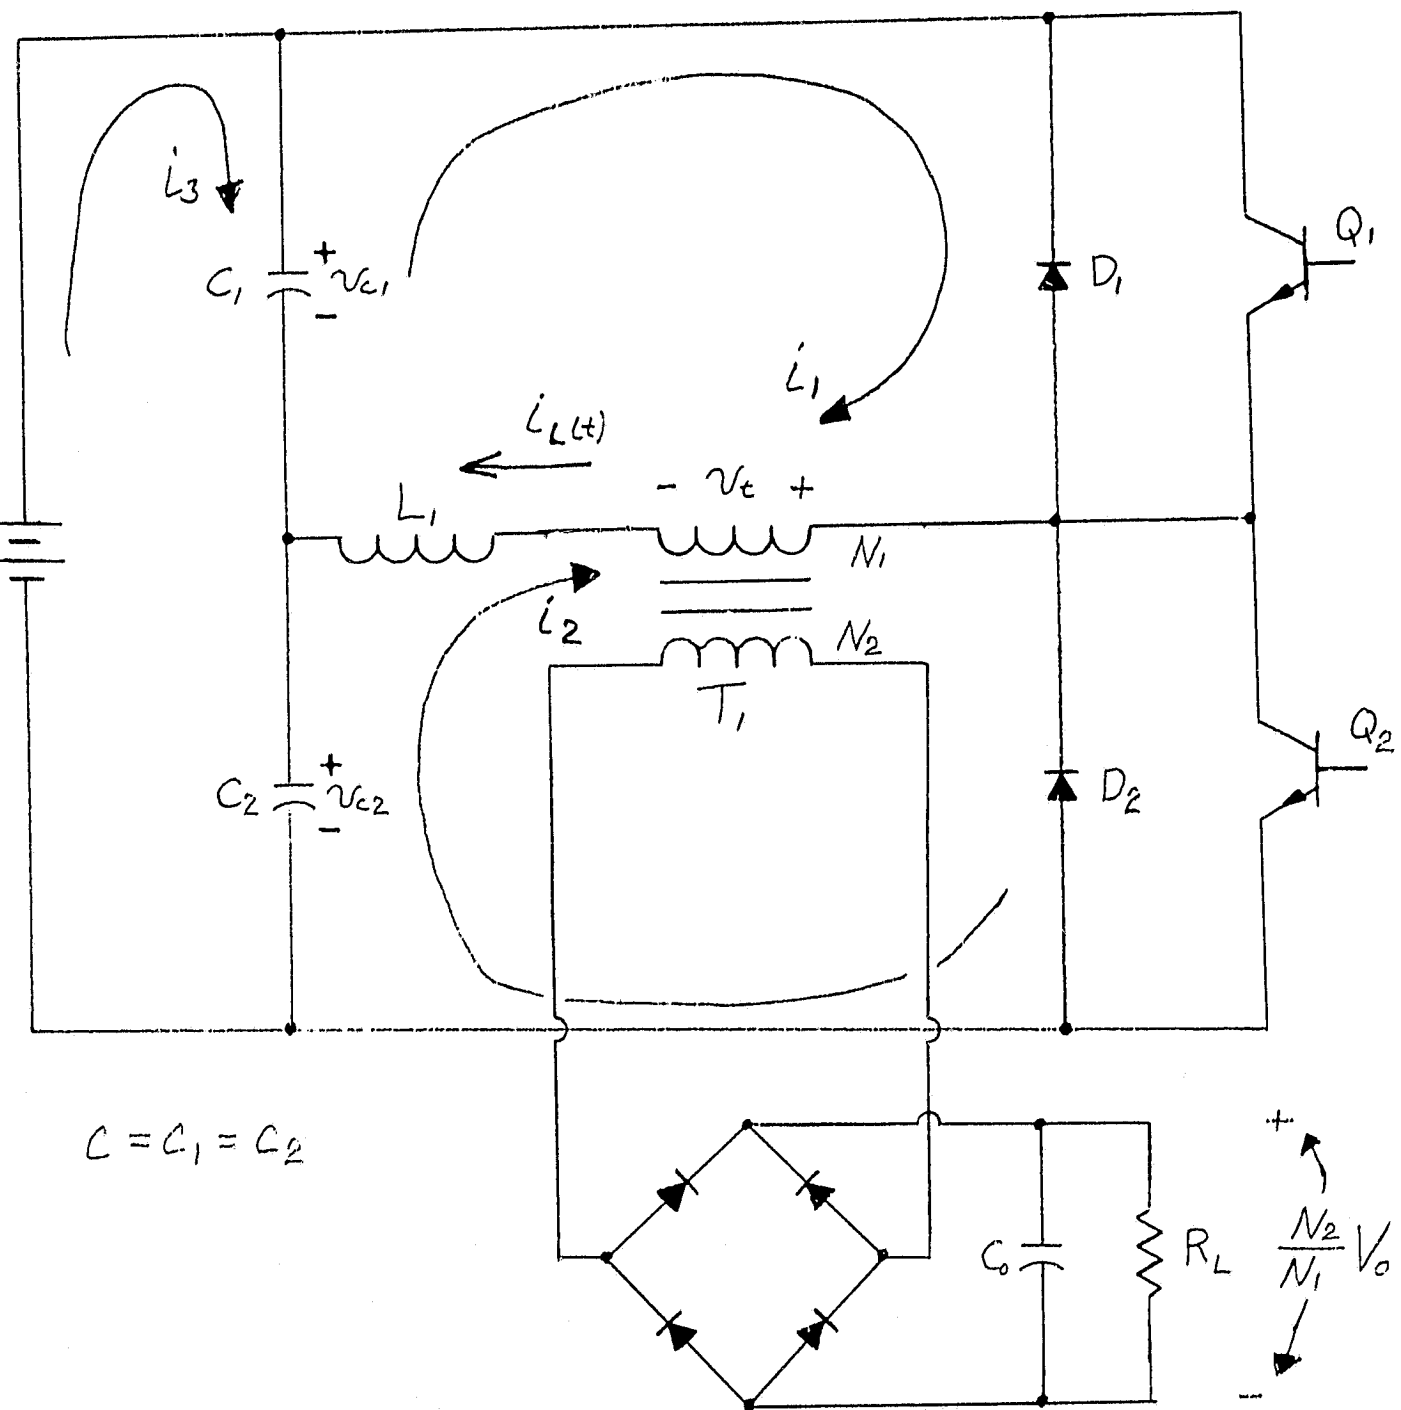 i3
C1 + vc1 -
i1
D1
Q1
iL(t)
L1
- vt +
N1
i2
N2
T1
C2 + vc2 -
D2
Q2
C = C1 = C2
C0
RL
+
N2/N1 V0
-